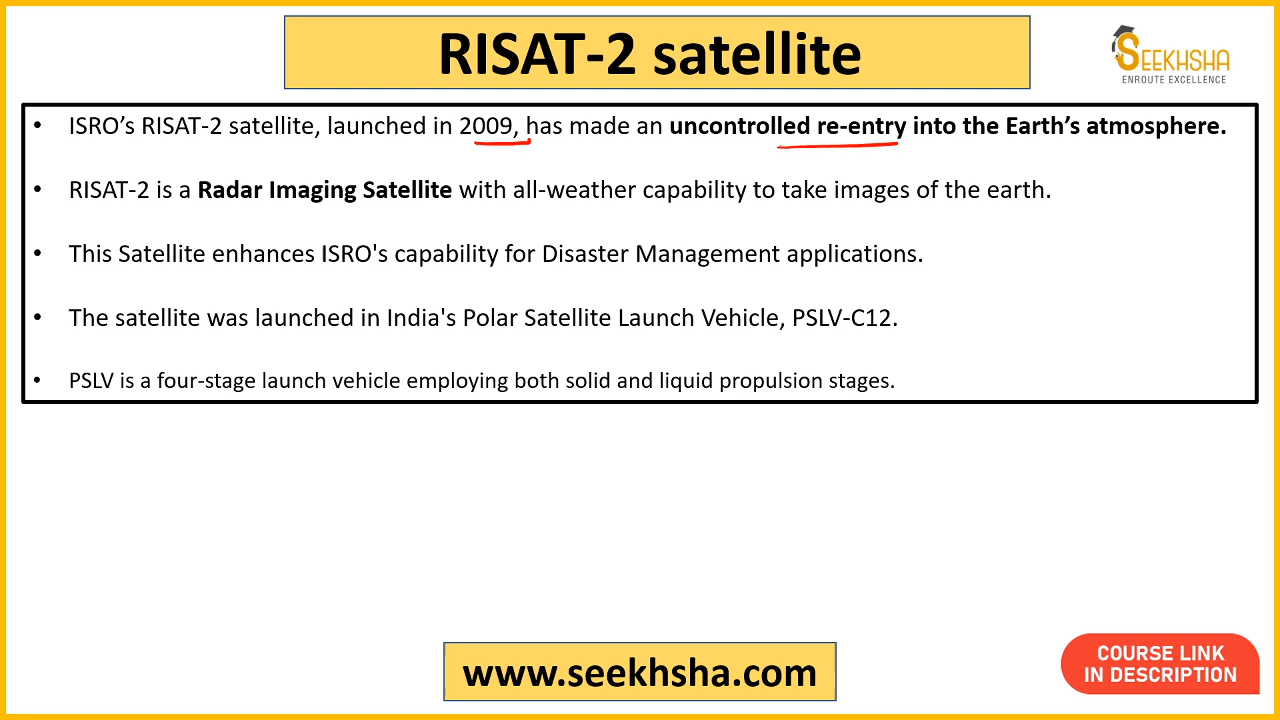 RISAT-2 satellite
SEEKHSHA
ENROUTE EXCELLENCE
• ISRO’s RISAT-2 satellite, launched in 2009, has made an uncontrolled re-entry into the Earth’s atmosphere.
• RISAT-2 is a Radar Imaging Satellite with all-weather capability to take images of the earth.
• This Satellite enhances ISRO's capability for Disaster Management applications.
• The satellite was launched in India's Polar Satellite Launch Vehicle, PSLV-C12.
• PSLV is a four-stage launch vehicle employing both solid and liquid propulsion stages.
www.seekhsha.com
COURSE LINK
IN DESCRIPTION